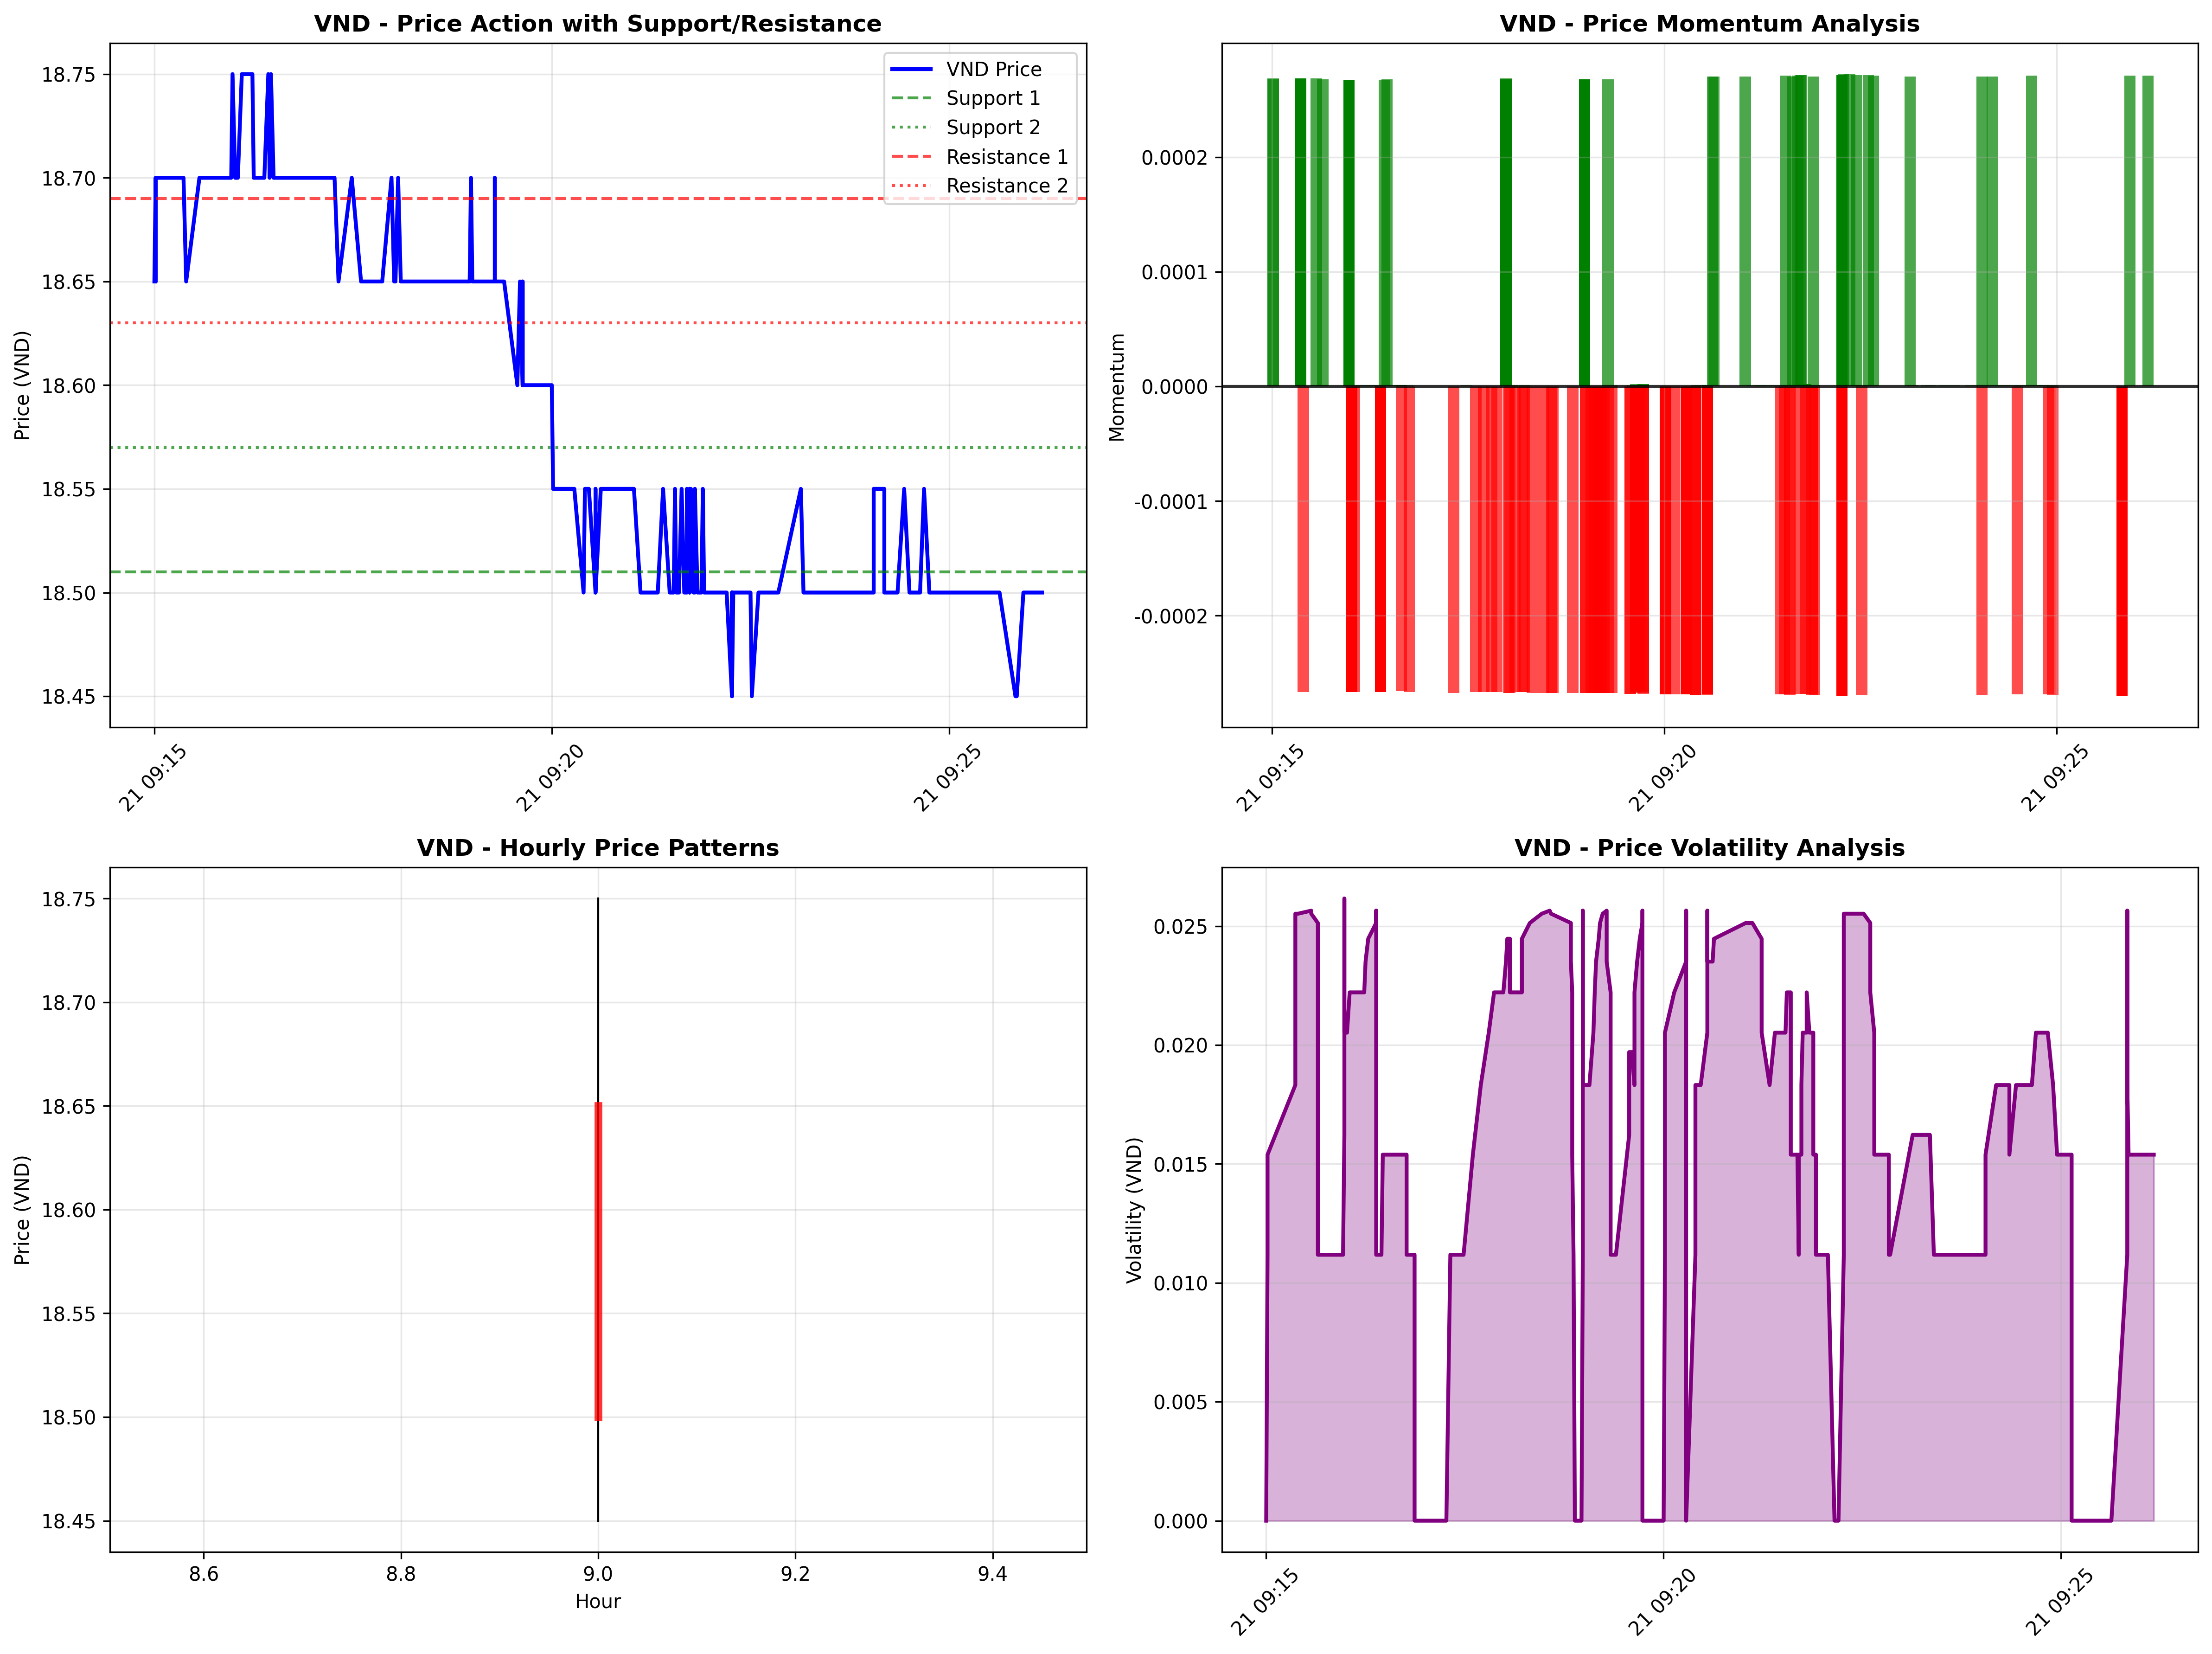 VND - Price Action with Support/Resistance
Price (VND)
18.75
18.70
18.65
18.60
18.55
18.50
18.45
VND Price
Support 1
Support 2
Resistance 1
Resistance 2
21 09:15
21 09:20
21 09:25
VND - Price Momentum Analysis
Momentum
0.0002
0.0001
0.0000
-0.0001
-0.0002
21 09:15
21 09:20
21 09:25
VND - Hourly Price Patterns
Price (VND)
18.75
18.70
18.65
18.60
18.55
18.50
18.45
8.6
8.8
9.0
9.2
9.4
Hour
VND - Price Volatility Analysis
Volatility (VND)
0.025
0.020
0.015
0.010
0.005
0.000
21 09:15
21 09:20
21 09:25